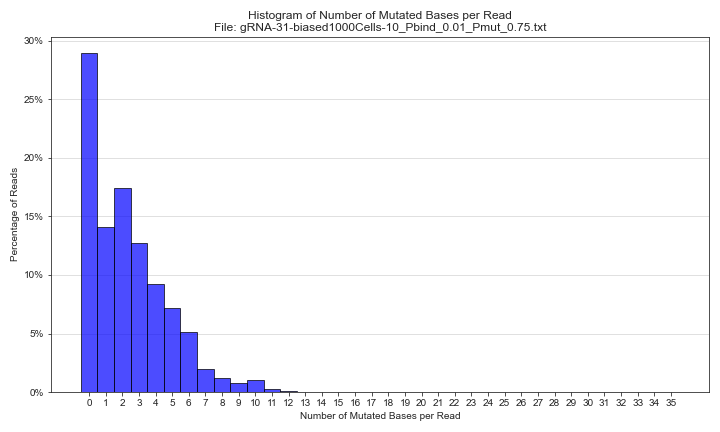 Histogram of Number of Mutated Bases per Read
File: gRNA-31-biased1000Cells-10_Pbind_0.01_Pmut_0.75.txt
30%
25%
20%
15%
10%
5%
0%
Percentage of Reads
0 1 2 3 4 5 6 7 8 9 10 11 12 13 14 15 16 17 18 19 20 21 22 23 24 25 26 27 28 29 30 31 32 33 34 35
Number of Mutated Bases per Read